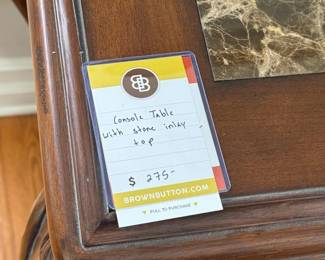 Console Table
with stone inlay
top
$ 275-
BROWNBUTTON.COM
PULL TO PURCHASE